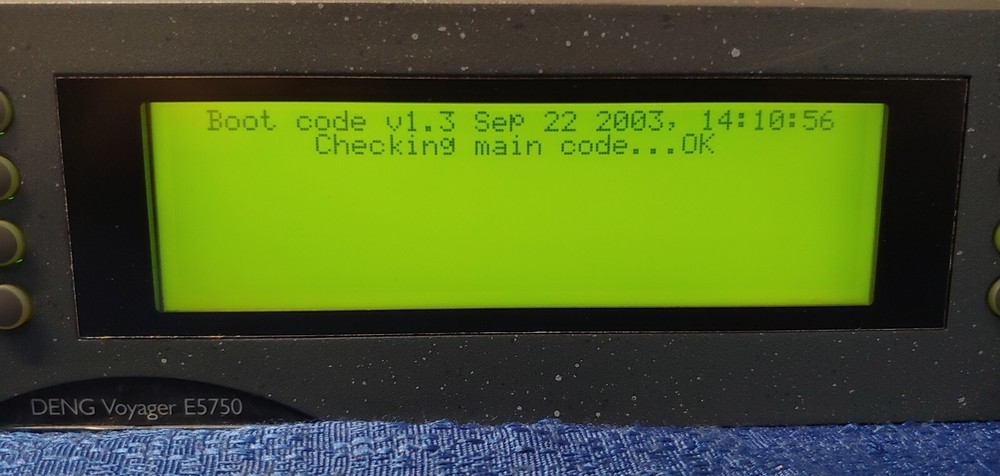 Boot code v1.3 Sep 22 2003, 14:10:56
Checking main code...OK
DENG Voyager E5750